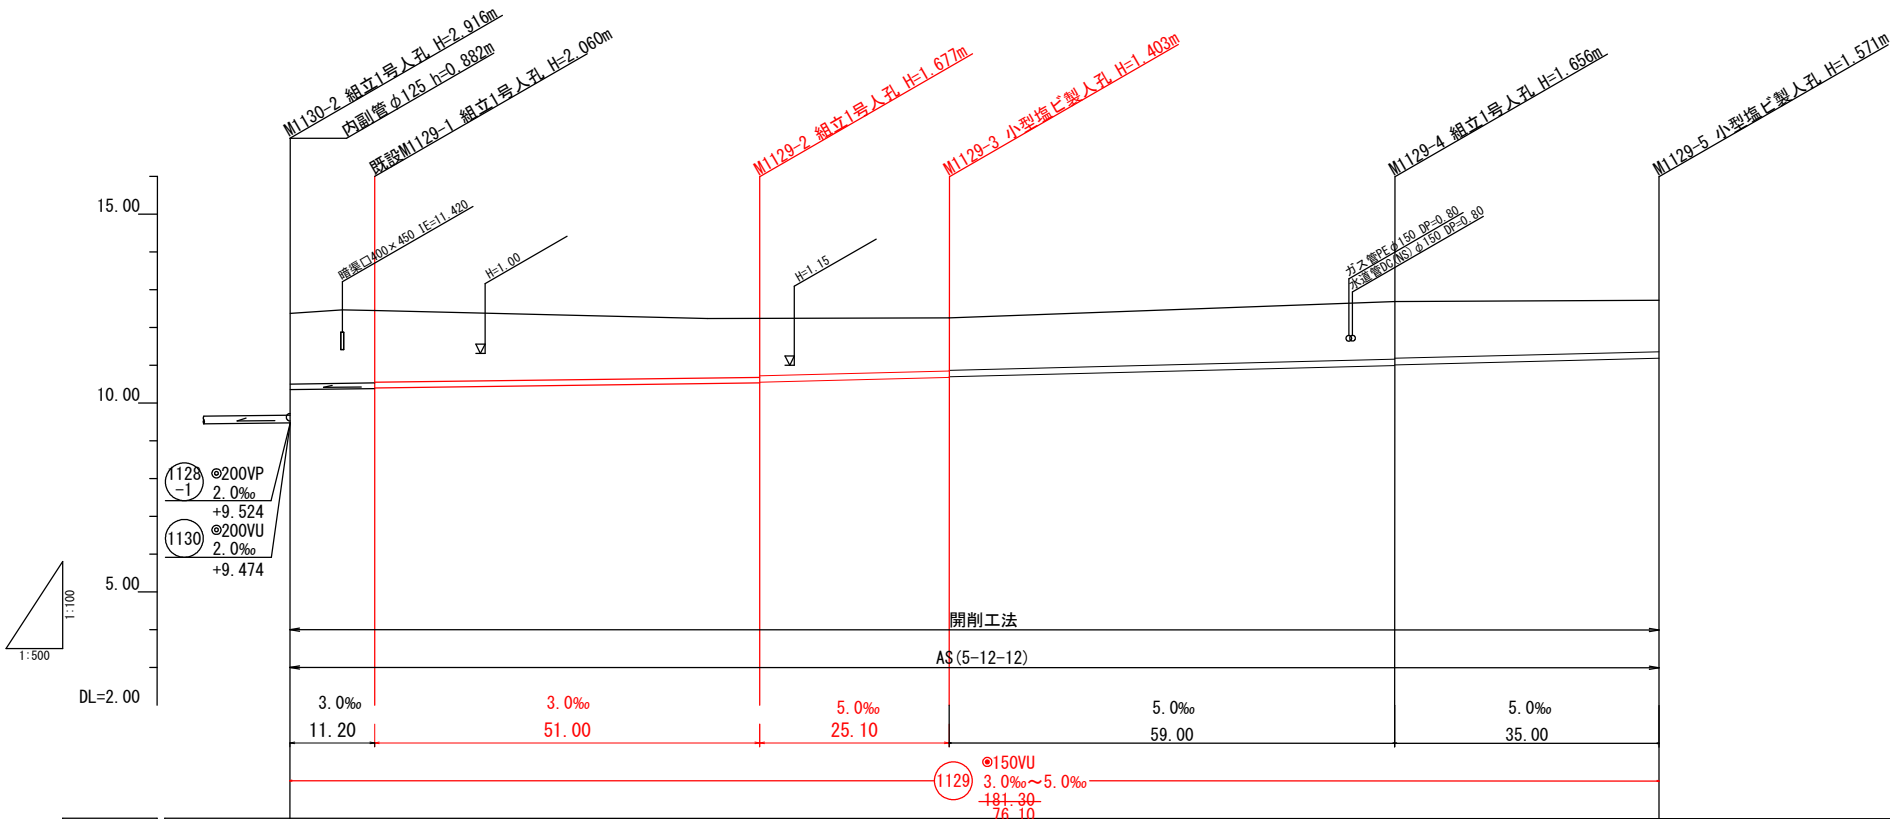 M1130-2 組立1号人孔 H=2.916m
内副管φ125 h=0.882m
既設M1129-1 組立1号人孔 H=2.060m
M1129-2 組立1号人孔 H=1.677m
M1129-3 小型塩ビ製人孔 H=1.403m
M1129-4 組立1号人孔 H=1.656m
M1129-5 小型塩ビ製人孔 H=1.571m
暗渠□400×450 IE=11.420
H=1.00
H=1.15
ガス管PEφ150 DP=0.80
水道管DC(NS)φ150 DP=0.80
15.00
10.00
5.00
DL=2.00
1128
-1
◎200VP
2.0‰
+9.524
1130
◎200VU
2.0‰
+9.474
1:100
1:500
開削工法
AS(5-12-12)
3.0‰ 3.0‰ 5.0‰ 5.0‰ 5.0‰
11.20 51.00 25.10 59.00 35.00
1129
◎150VU
3.0‰～5.0‰
181.30
76.10